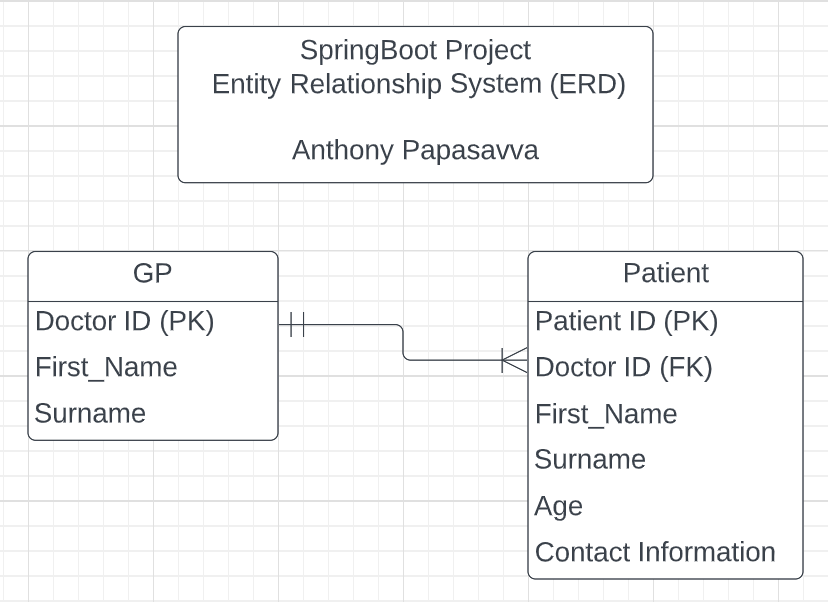 SpringBoot Project
Entity Relationship System (ERD)
Anthony Papasavva
GP
Doctor ID (PK)
First_Name
Surname
Patient
Patient ID (PK)
Doctor ID (FK)
First_Name
Surname
Age
Contact Information